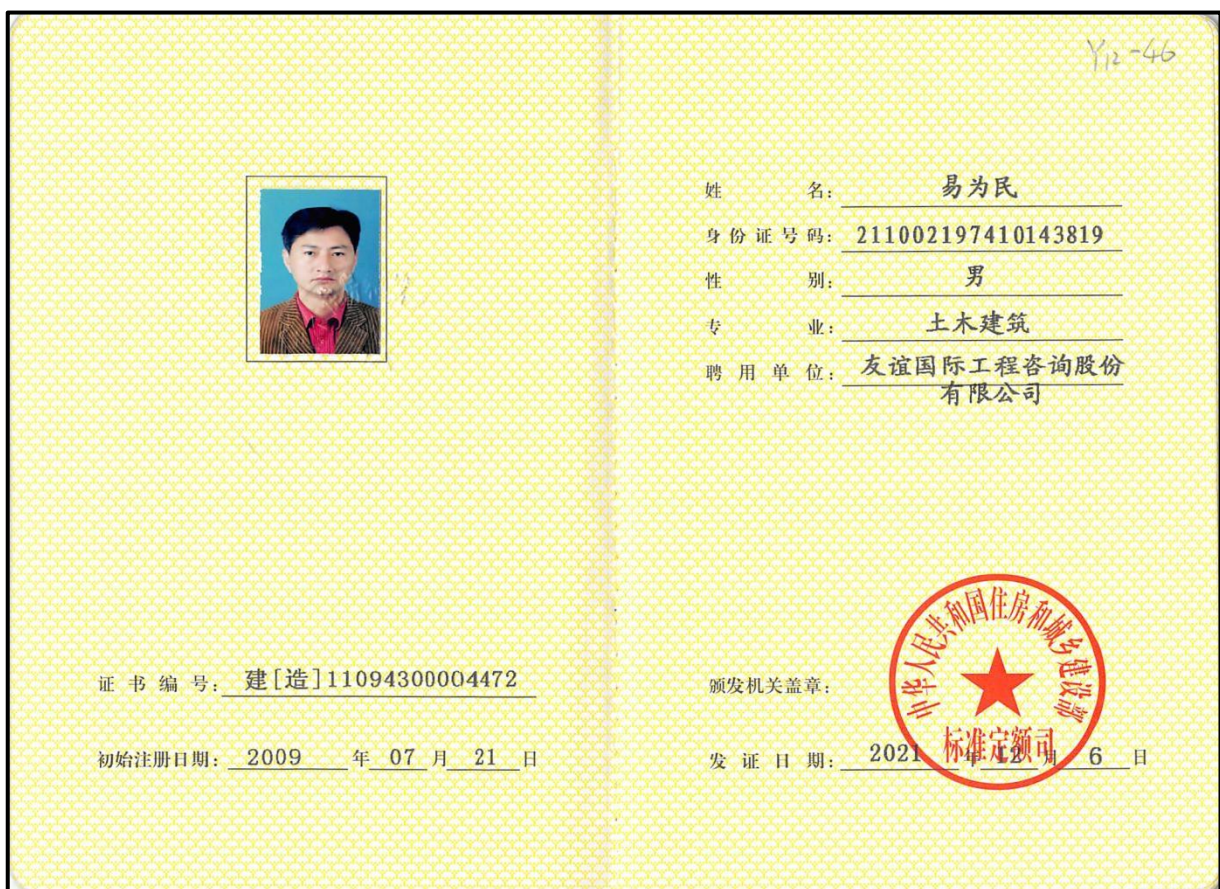 Y12-46
姓 名: 易为民
身份证号码: 211002197410143819
性 别: 男
专 业: 土木建筑
聘用单位: 友谊国际工程咨询股份
有限公司
证书编号: 建[造]11094300004472
初始注册日期: 2009 年 07 月 21 日
颁发机关盖章:
中华人民共和国住房和城乡建设部
标准定额司
发证日期: 2021 年 12 月 6 日